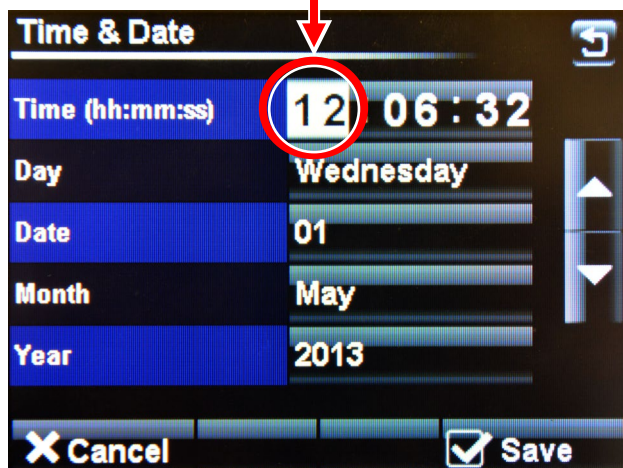 Time & Date
Time (hh:mm:ss) 12:06:32
Day Wednesday
Date 01
Month May
Year 2013
Cancel Save